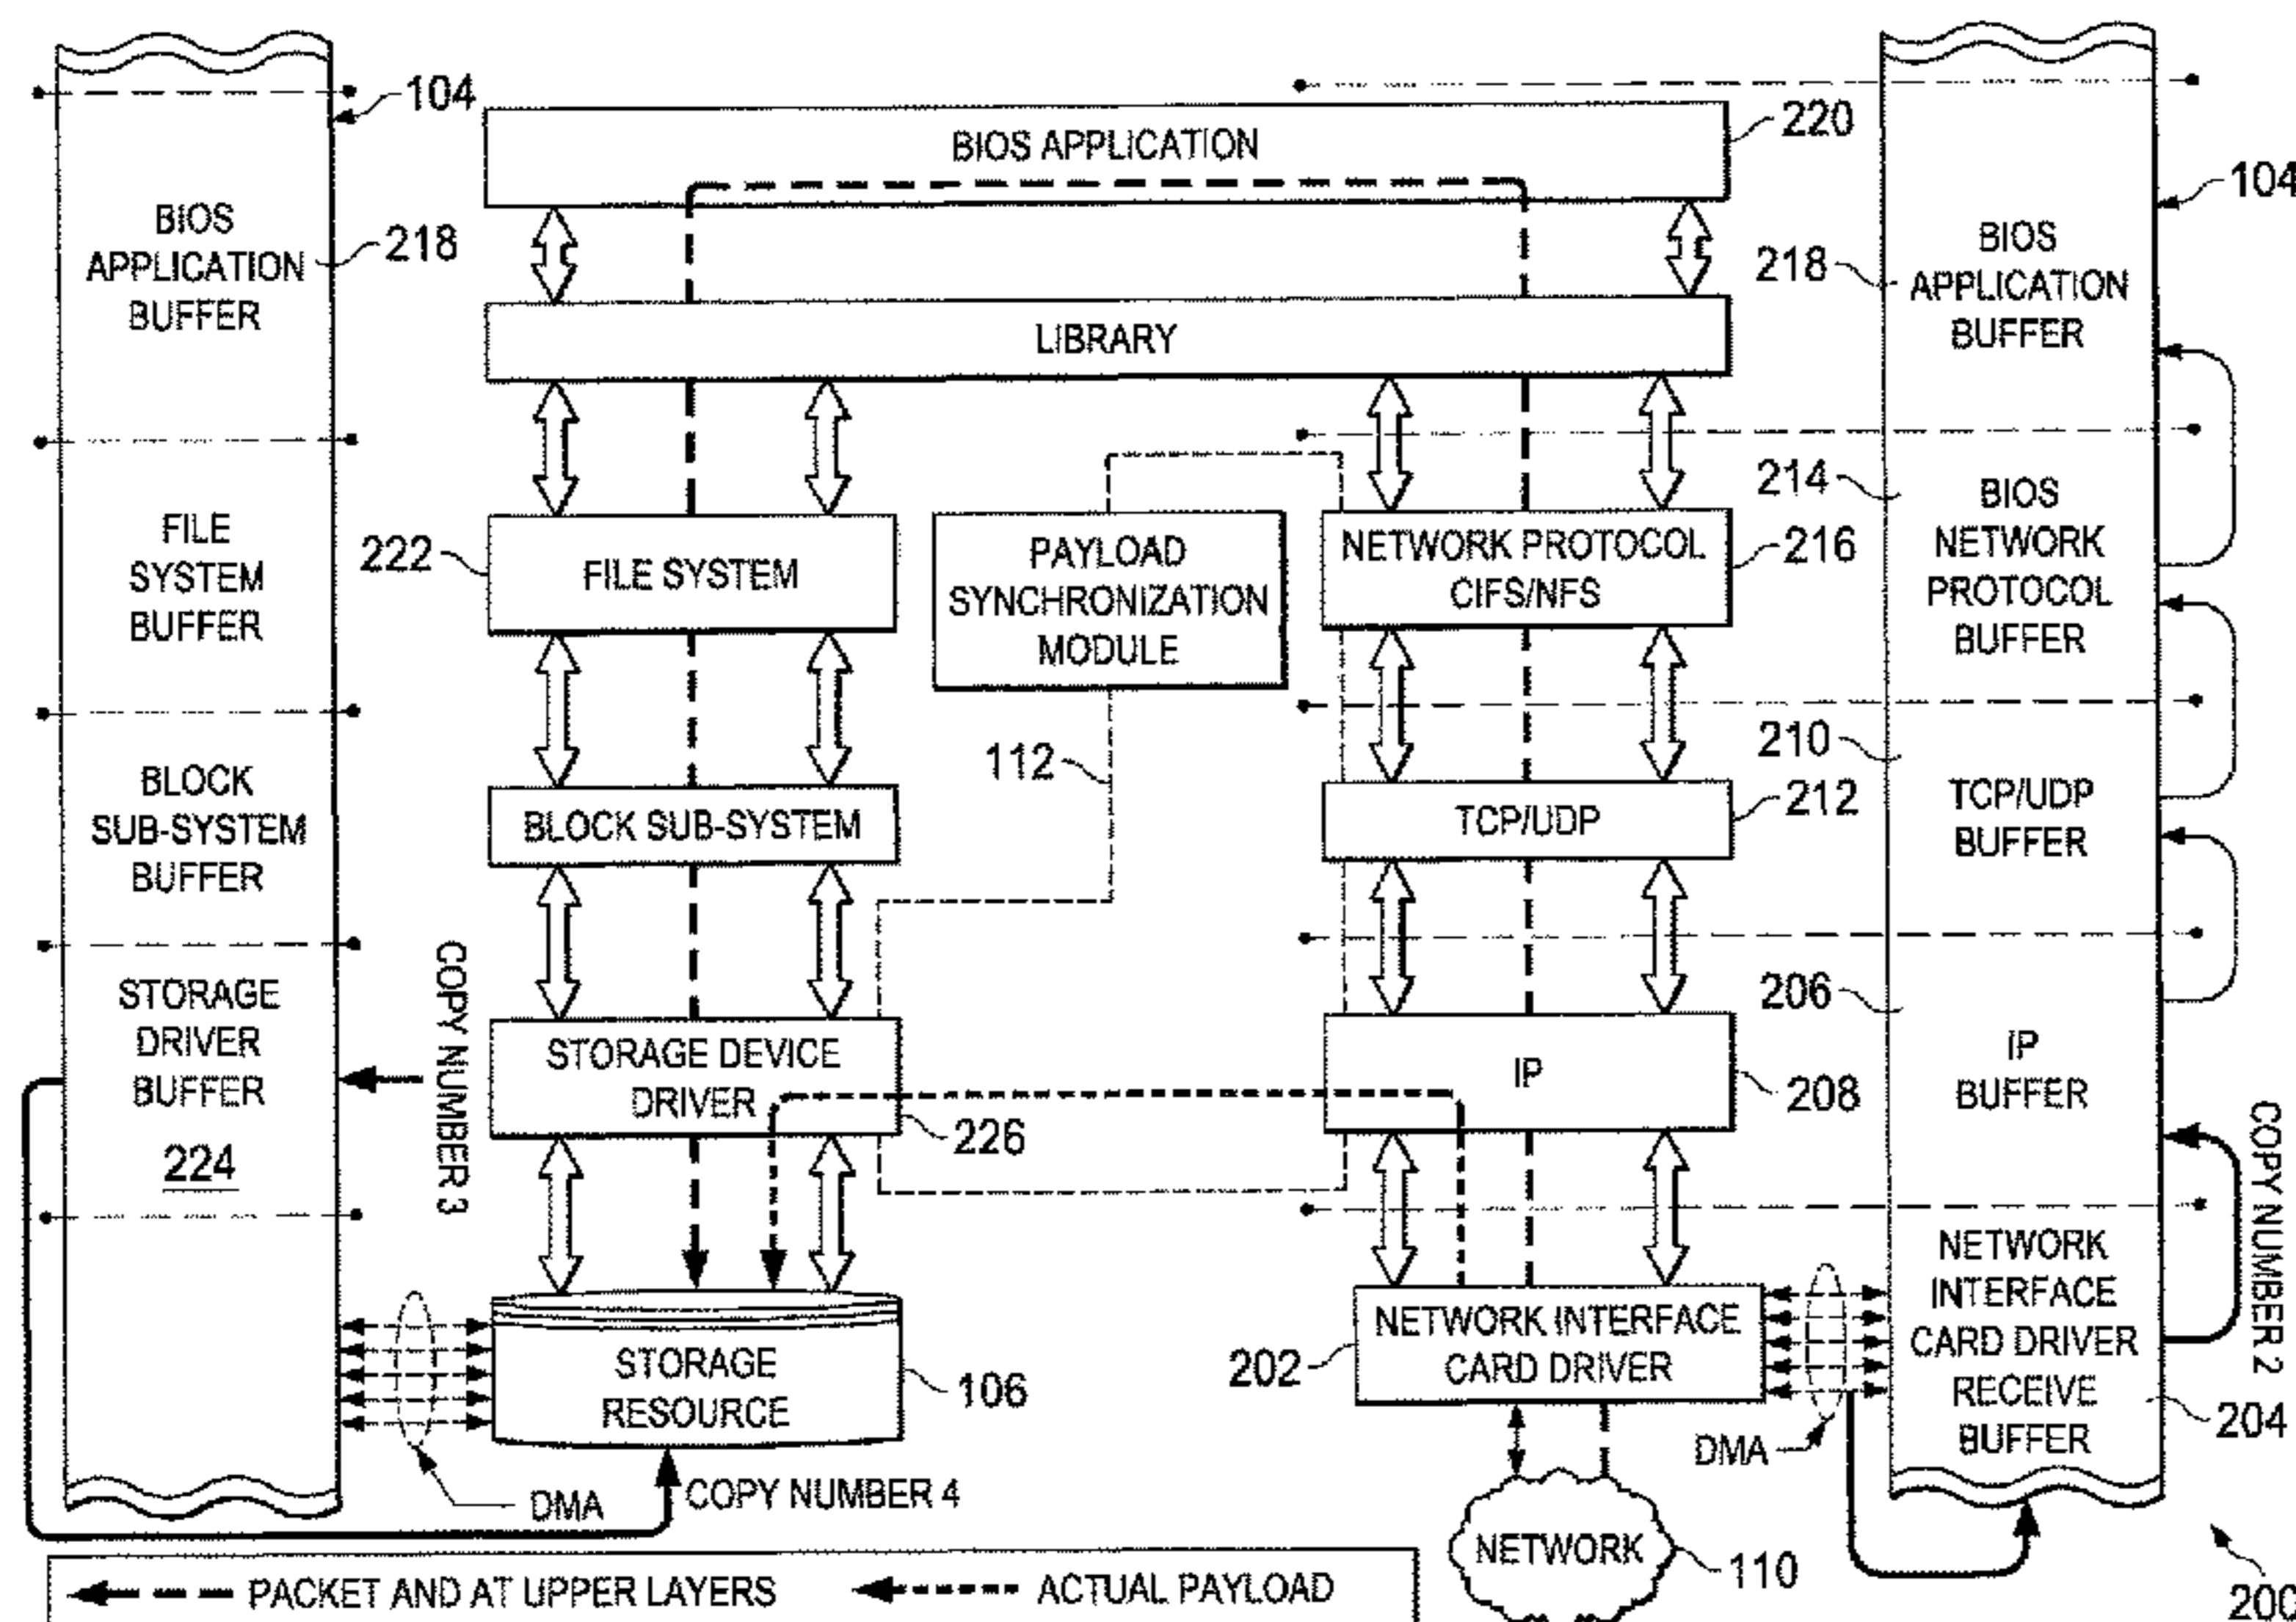 104
BIOS
APPLICATION
BUFFER
218
FILE
SYSTEM
BUFFER
BLOCK
SUB-SYSTEM
BUFFER
STORAGE
DRIVER
BUFFER
224
COPY NUMBER 3
BIOS APPLICATION
220
LIBRARY
222
FILE SYSTEM
PAYLOAD
SYNCHRONIZATION
MODULE
112
NETWORK PROTOCOL
CIFS/NFS
216
BLOCK SUB-SYSTEM
TCP/UDP
212
STORAGE DEVICE
DRIVER
226
IP
208
STORAGE
RESOURCE
106
DMA
COPY NUMBER 4
202
NETWORK INTERFACE
CARD DRIVER
DMA
NETWORK
110
104
218
BIOS
APPLICATION
BUFFER
214
BIOS
NETWORK
PROTOCOL
BUFFER
210
TCP/UDP
BUFFER
206
IP
BUFFER
COPY NUMBER 2
NETWORK
INTERFACE
CARD DRIVER
RECEIVE
BUFFER
204
200
PACKET AND AT UPPER LAYERS
ACTUAL PAYLOAD